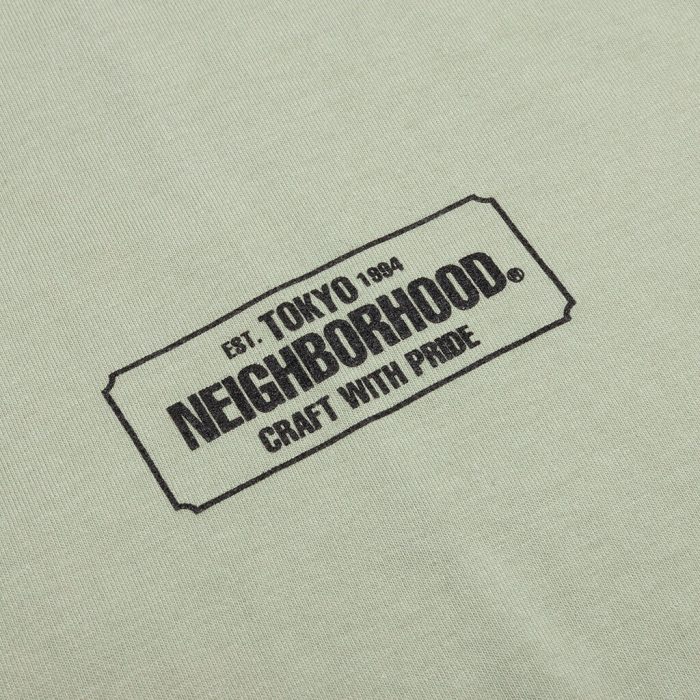 EST. TOKYO 1994
NEIGHBORHOOD.®
CRAFT WITH PRIDE